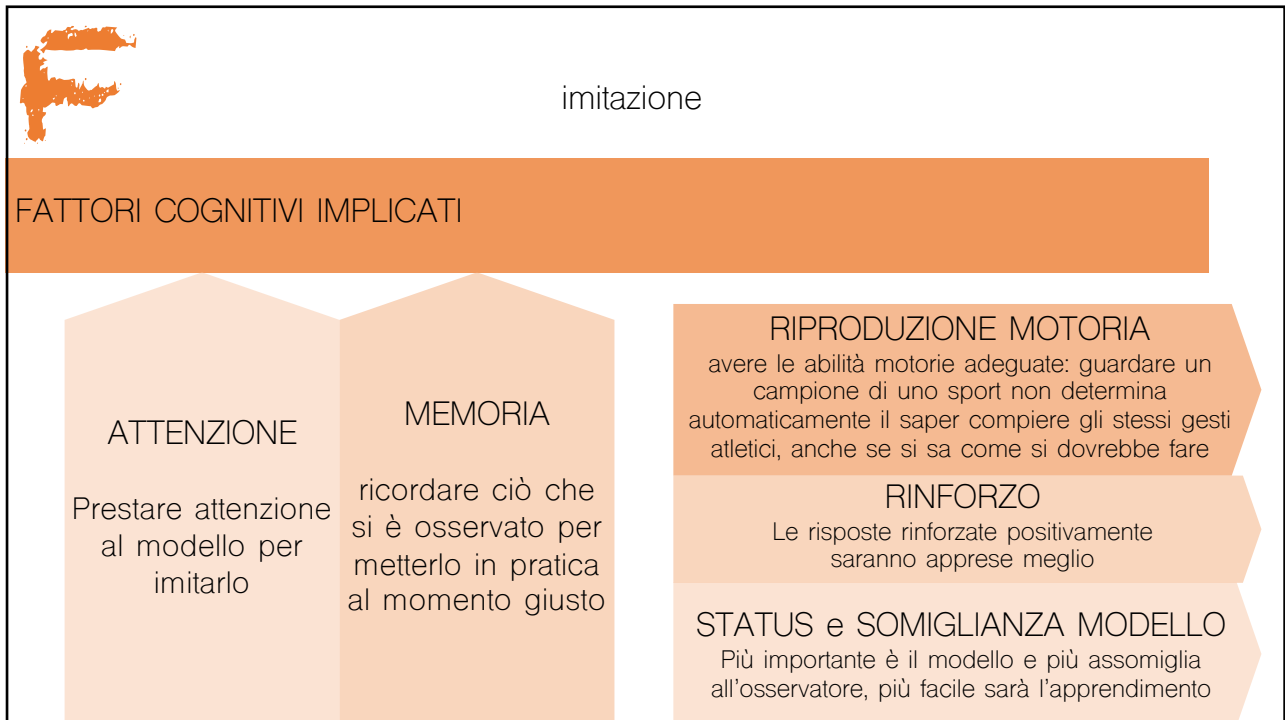 F
imitazione
FATTORI COGNITIVI IMPLICATI
ATTENZIONE
Prestare attenzione
al modello per
imitarlo
MEMORIA
ricordare ciò che
si è osservato per
metterlo in pratica
al momento giusto
RIPRODUZIONE MOTORIA
avere le abilità motorie adeguate: guardare un
campione di uno sport non determina
automaticamente il saper compiere gli stessi gesti
atletici, anche se si sa come si dovrebbe fare
RINFORZO
Le risposte rinforzate positivamente
saranno apprese meglio
STATUS e SOMIGLIANZA MODELLO
Più importante è il modello e più assomiglia
all'osservatore, più facile sarà l'apprendimento